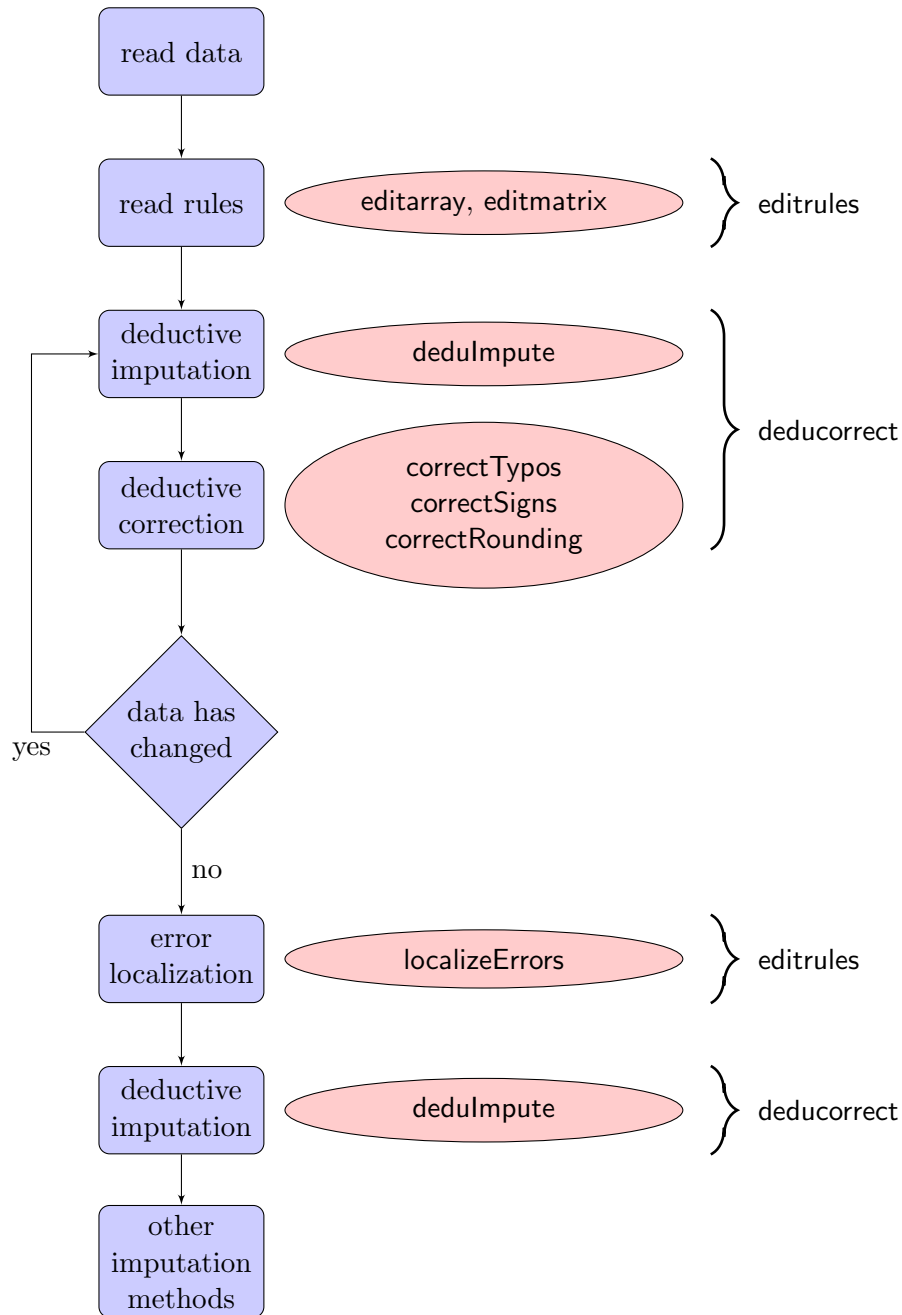 read data
read rules
editarray, editmatrix
editrules
deductive
imputation
deduImpute
deducorrect
deductive
correction
correctTypos
correctSigns
correctRounding
data has
changed
yes
no
error
localization
localizeErrors
editrules
deductive
imputation
deduImpute
deducorrect
other
imputation
methods